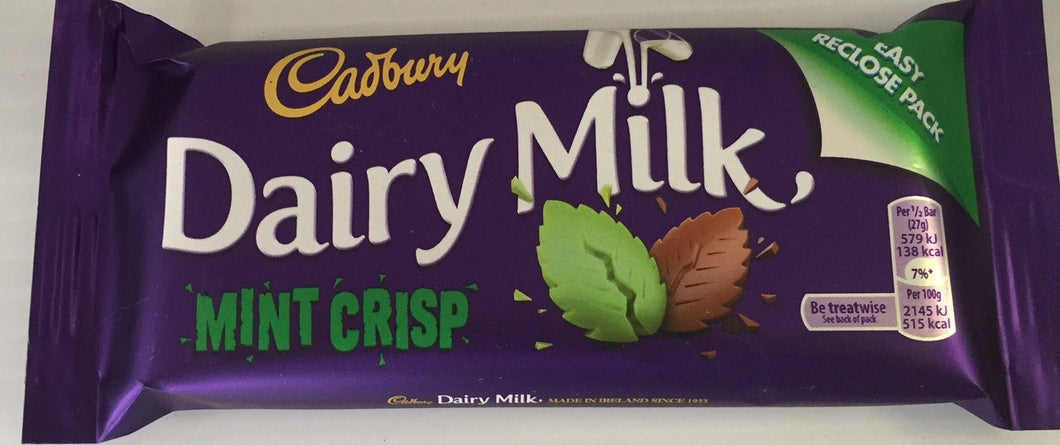 Cadbury
Dairy Milk
MINT CRISP
EASY
RECLOSE PACK
Per ½ Bar
(27g)
579 kJ
138 kcal
7%*
Per 100g
2145 kJ
515 kcal
Be treatwise
See back of pack
Cadbury Dairy Milk. MADE IN IRELAND SINCE 1933